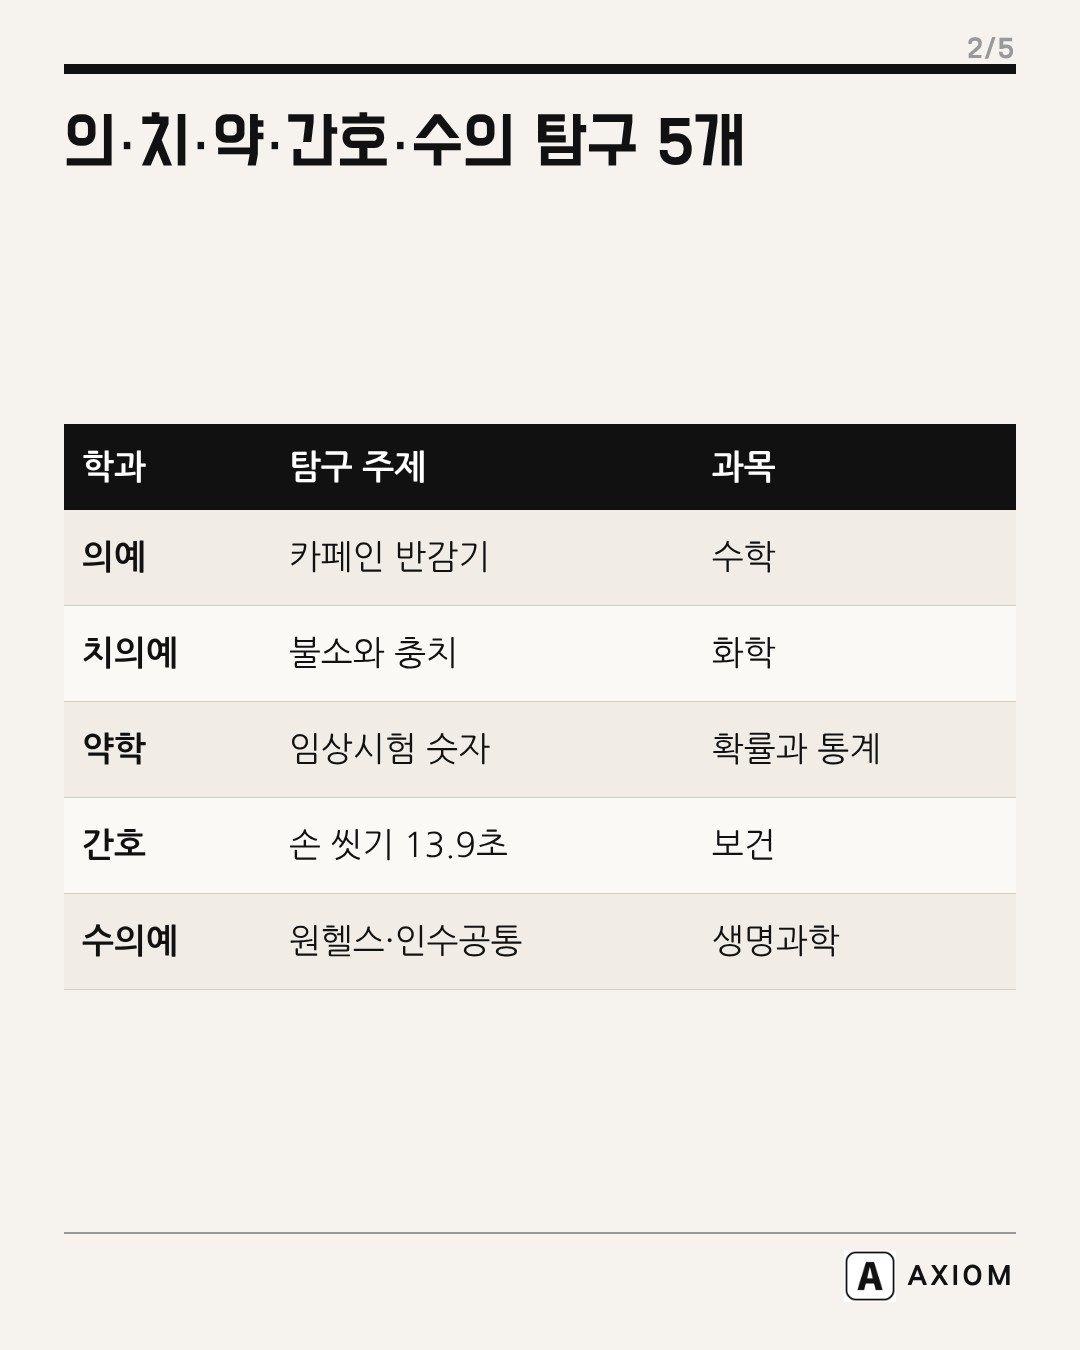 2/5
의·치·약·간호·수의 탐구 5개
학과 탐구 주제 과목
의예 카페인 반감기 수학
치의예 불소와 충치 화학
약학 임상시험 숫자 확률과 통계
간호 손 씻기 13.9초 보건
수의예 원헬스·인수공통 생명과학
A AXIOM